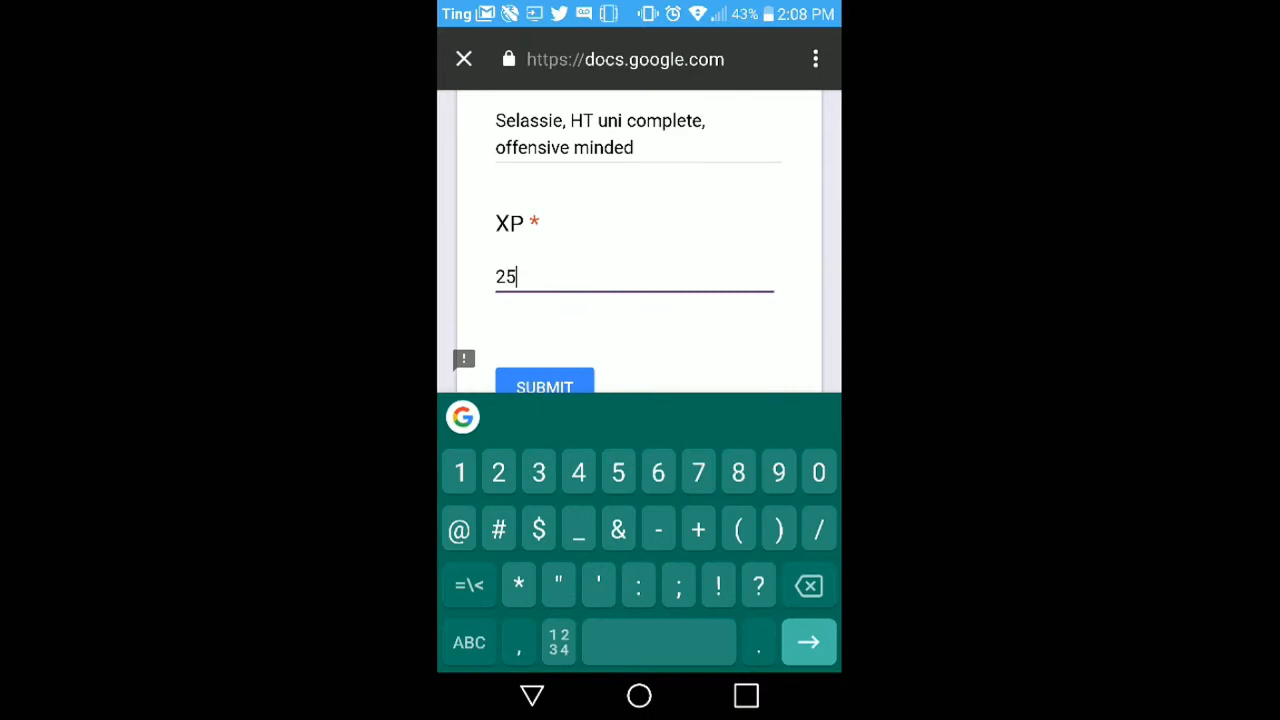 Ting 43% 2:08 PM
https://docs.google.com
Selassie, HT uni complete,
offensive minded
XP *
25
!
SUBMIT
G
1 2 3 4 5 6 7 8 9 0
@ # $ _ & - + ( ) /
=\< * " ' : ; ! ?
ABC , 12 .
34